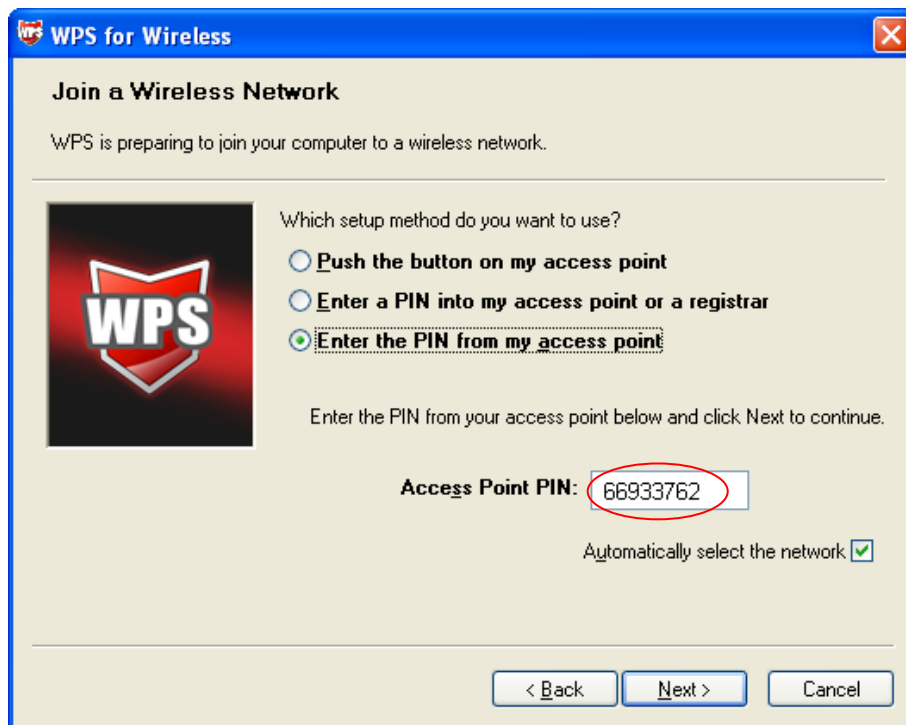 WPS for Wireless
Join a Wireless Network
WPS is preparing to join your computer to a wireless network.
Which setup method do you want to use?
Push the button on my access point
Enter a PIN into my access point or a registrar
Enter the PIN from my access point
WPS
Enter the PIN from your access point below and click Next to continue.
Access Point PIN: 66933762
Automatically select the network
< Back Next > Cancel